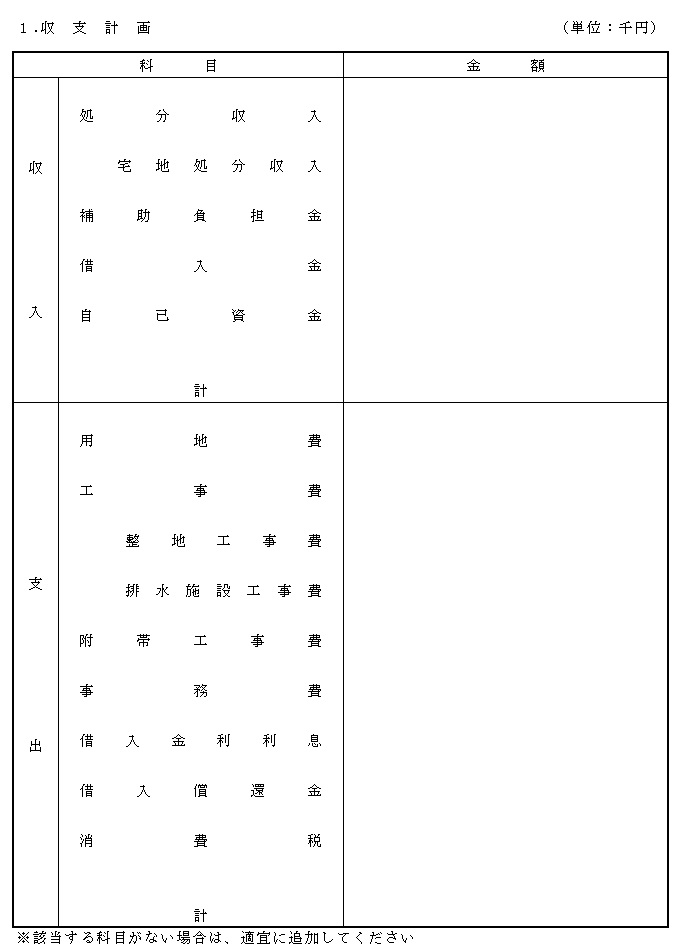 １.収　支　計　画　（単位：千円）
科　目　金　額
収入
処分収入
宅地処分収入
補助負担金
借入金
自己資金
計
支出
用地費
工事費
整地工事費
排水施設工事費
附帯工事費
事務費
借入金利利息
借入償還金
消費税
計
※該当する科目がない場合は、適宜に追加してください